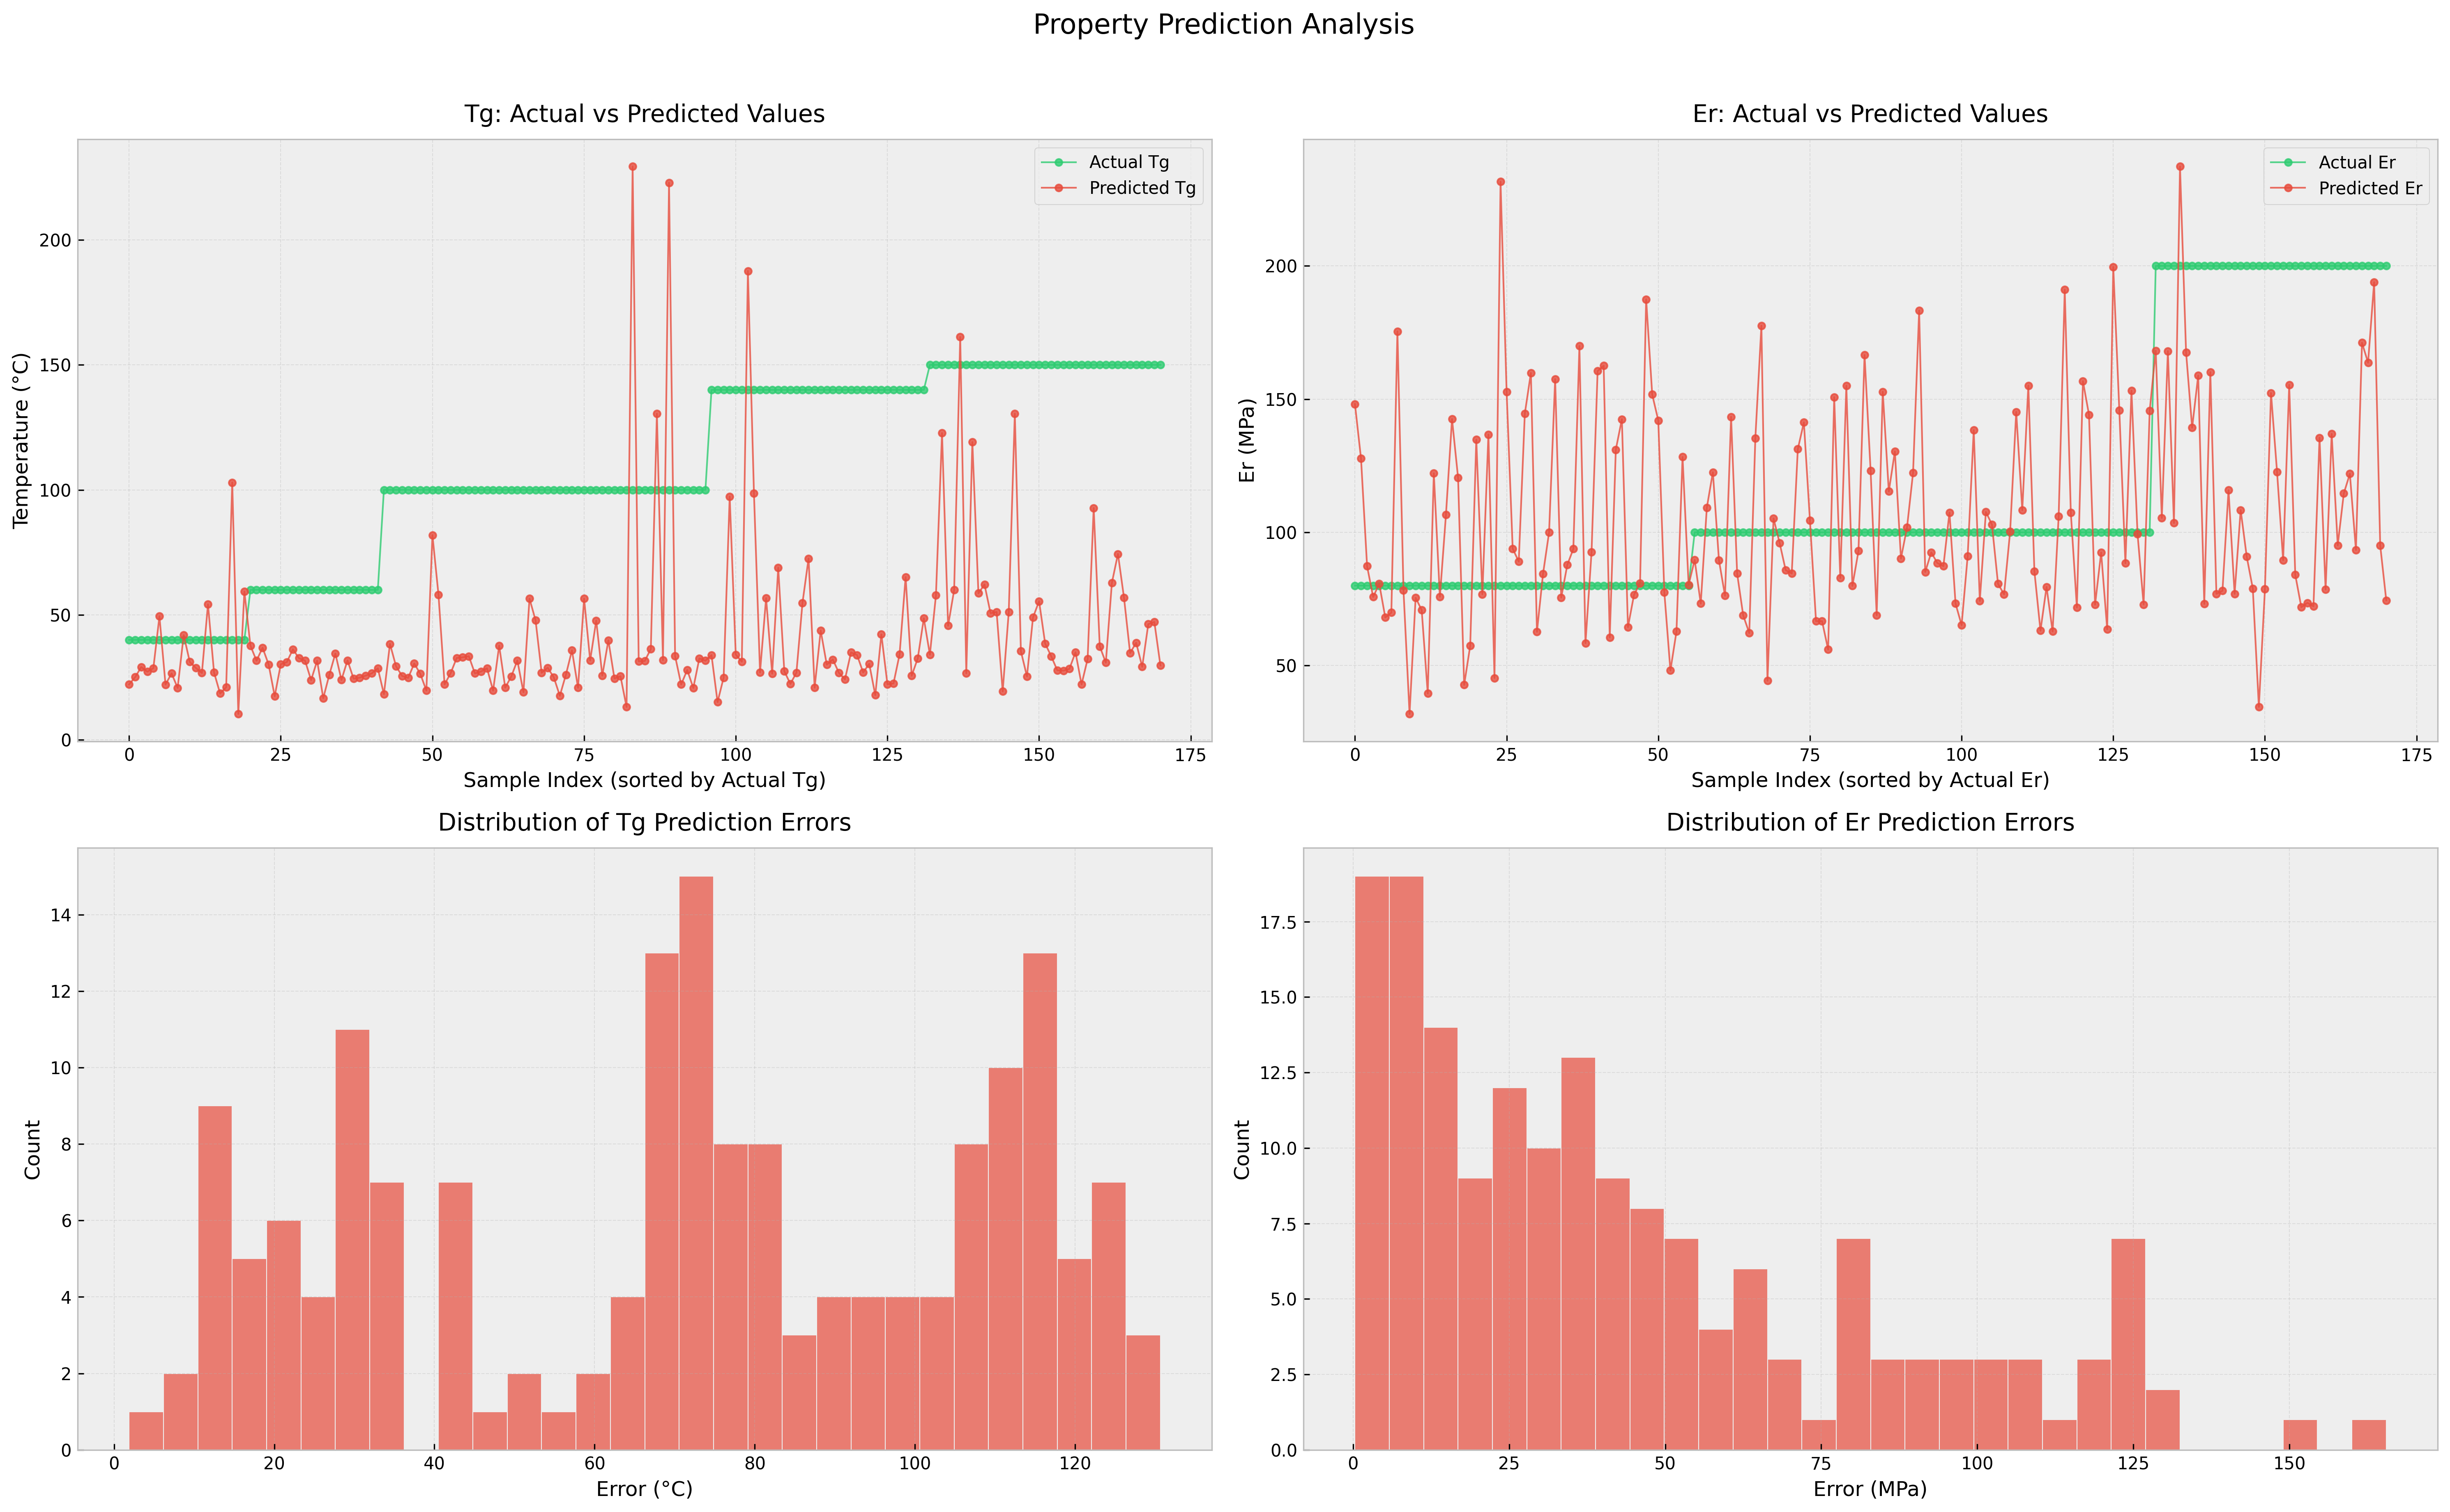 Property Prediction Analysis
Tg: Actual vs Predicted Values
Actual Tg
Predicted Tg
200
150
100
50
0
Temperature (°C)
0 25 50 75 100 125 150 175
Sample Index (sorted by Actual Tg)
Er: Actual vs Predicted Values
Actual Er
Predicted Er
200
150
100
50
Er (MPa)
0 25 50 75 100 125 150 175
Sample Index (sorted by Actual Er)
Distribution of Tg Prediction Errors
14
12
10
8
6
4
2
0
Count
0 20 40 60 80 100 120
Error (°C)
Distribution of Er Prediction Errors
17.5
15.0
12.5
10.0
7.5
5.0
2.5
0.0
Count
0 25 50 75 100 125 150
Error (MPa)